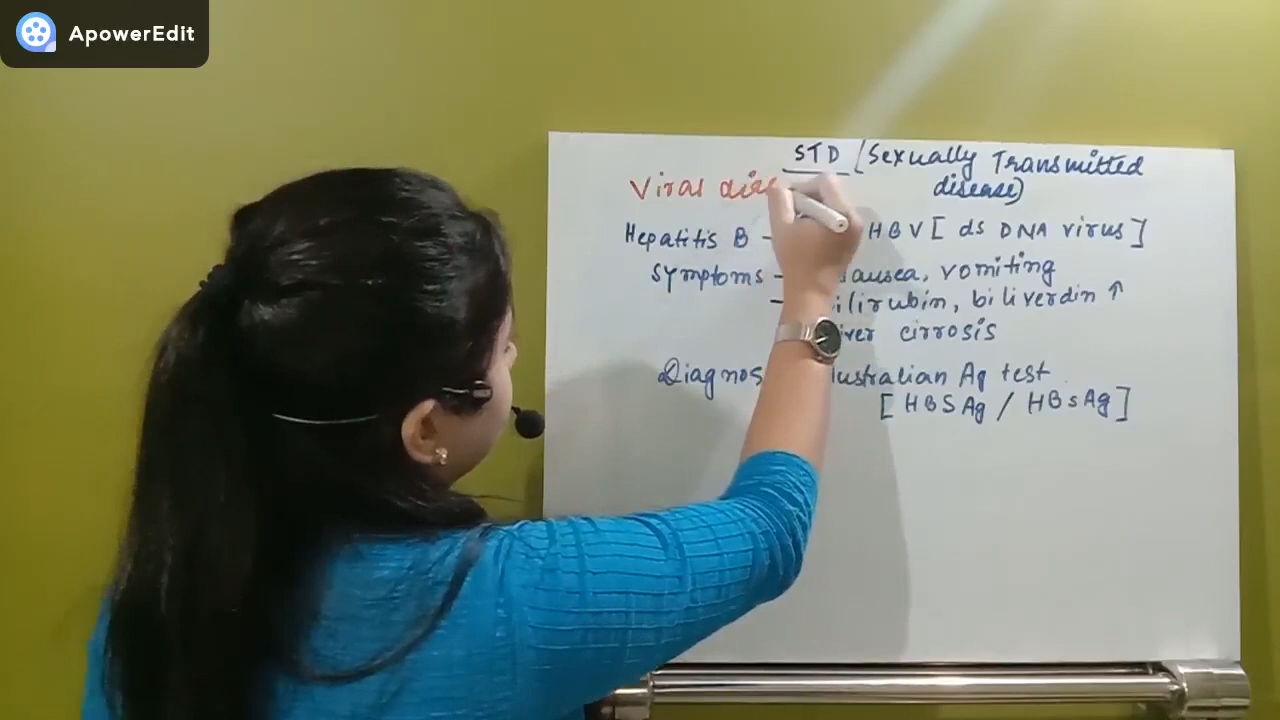 ApowerEdit
STD (Sexually Transmitted
disease)
Viral
Hepatitis B - HBV [ ds DNA virus ]
Symptoms - ausea, vomiting
- ilirubin, biliverdin ↑
iver cirrosis
Diagnos ustralian Ag test
[ HBSAg / HBsAg ]